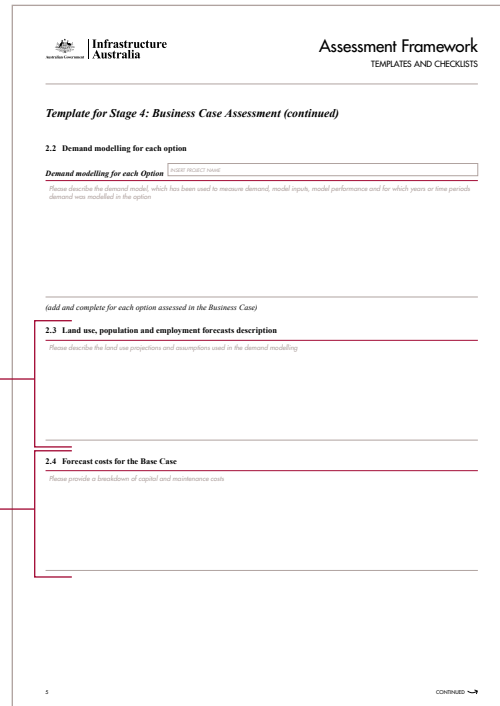 Australian Government
Infrastructure
Australia
Assessment Framework
TEMPLATES AND CHECKLISTS
Template for Stage 4: Business Case Assessment (continued)
2.2 Demand modelling for each option
Demand modelling for each Option INSERT PROJECT NAME
Please describe the demand model, which has been used to measure demand, model inputs, model performance and for which years or time periods
demand was modelled in the option
(add and complete for each option assessed in the Business Case)
2.3 Land use, population and employment forecasts description
Please describe the land use projections and assumptions used in the demand modelling
2.4 Forecast costs for the Base Case
Please provide a breakdown of capital and maintenance costs
5
CONTINUED